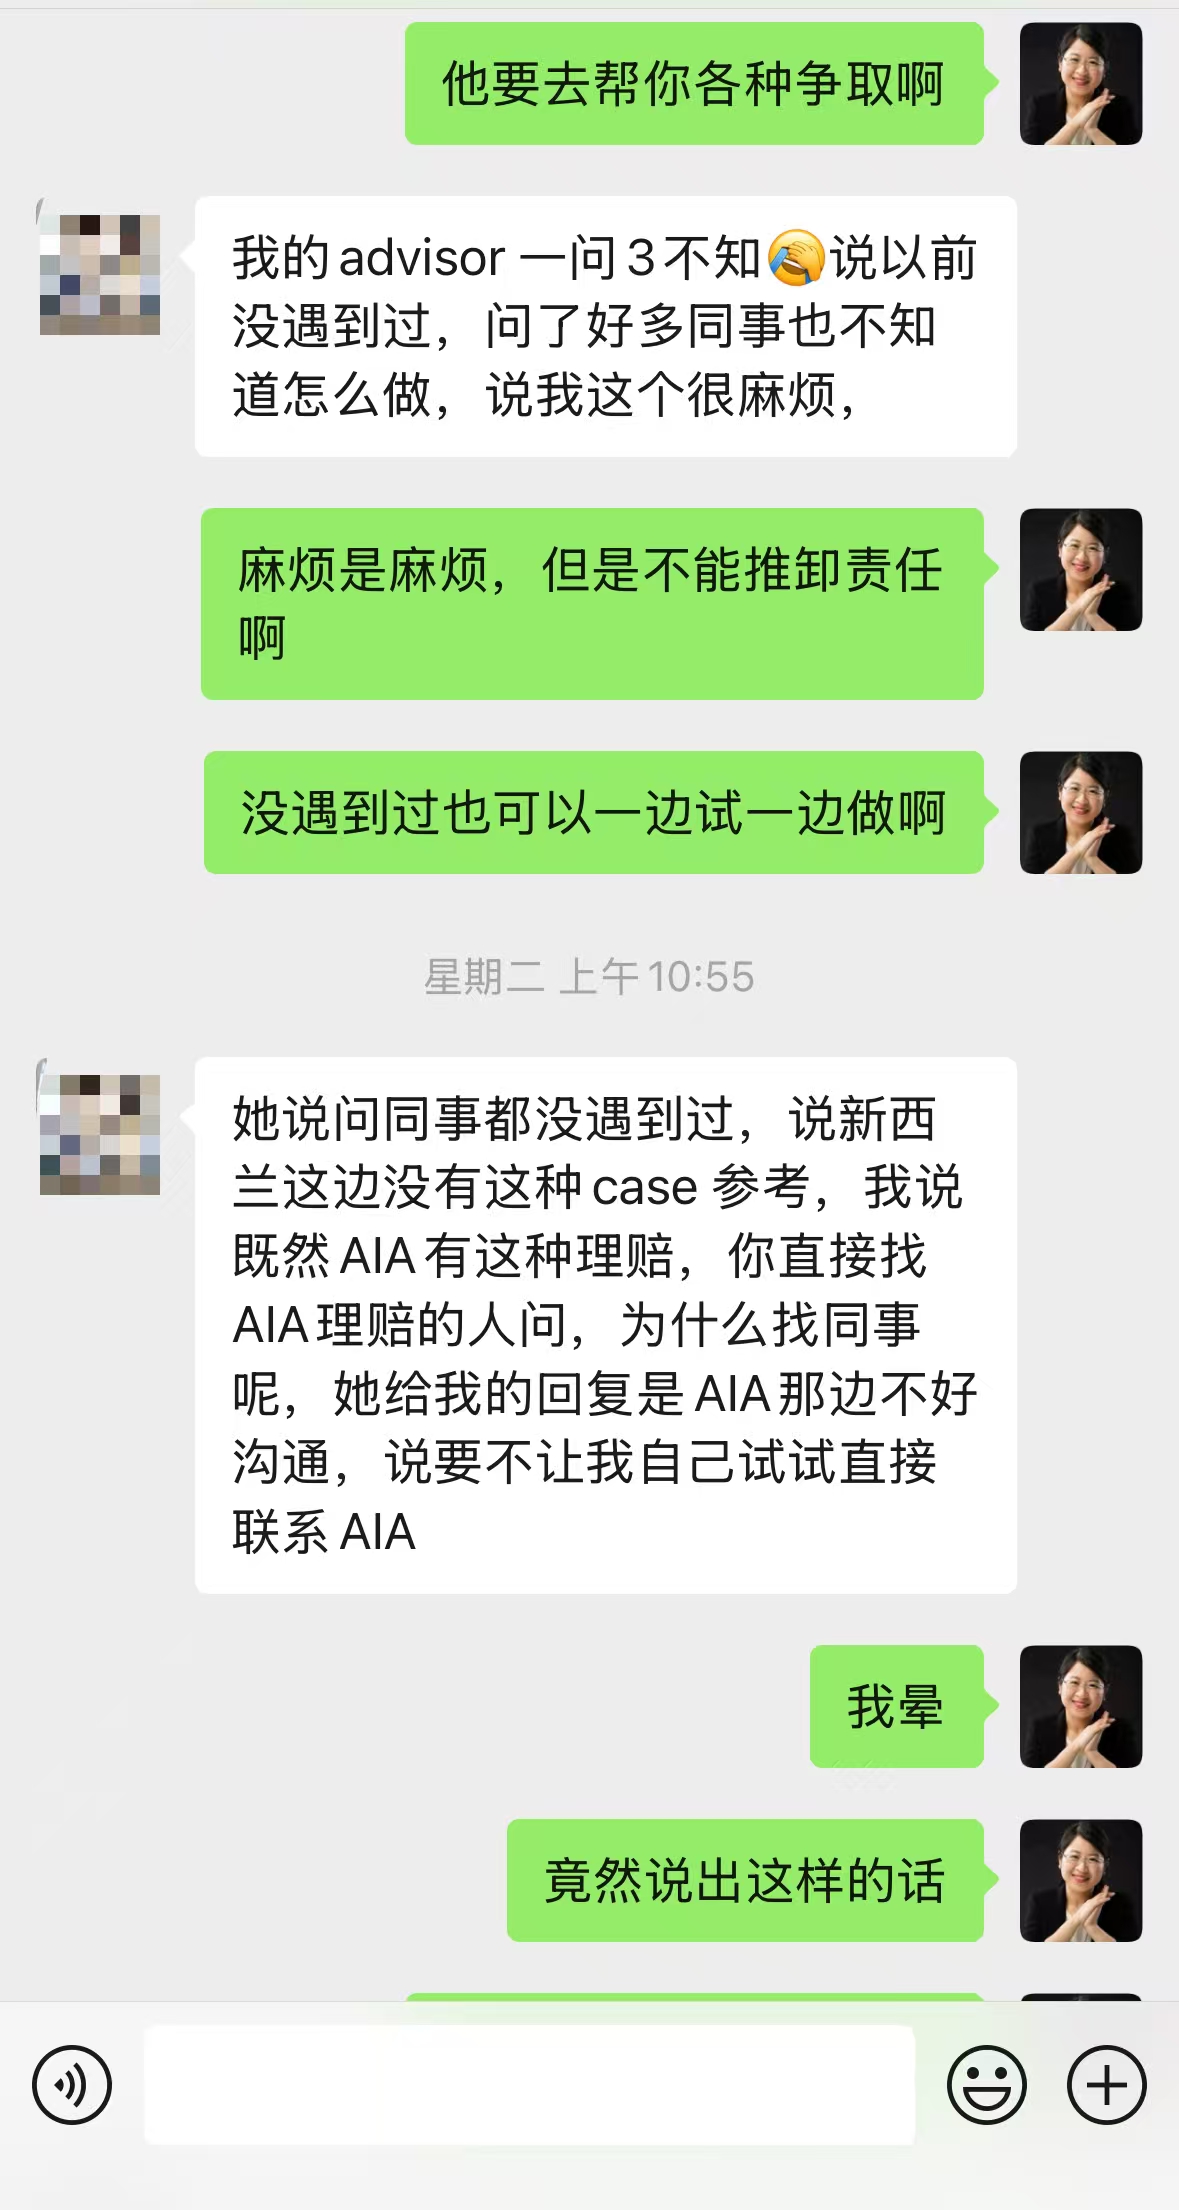 他要去帮你各种争取啊
我的advisor 一问3不知🤦说以前
没遇到过，问了好多同事也不知
道怎么做，说我这个很麻烦，
麻烦是麻烦，但是不能推卸责任
啊
没遇到过也可以一边试一边做啊
星期二 上午10:55
她说问同事都没遇到过，说新西
兰这边没有这种case 参考，我说
既然AIA有这种理赔，你直接找
AIA理赔的人问，为什么找同事
呢，她给我的回复是AIA那边不好
沟通，说要不让我自己试试直接
联系AIA
我晕
竟然说出这样的话